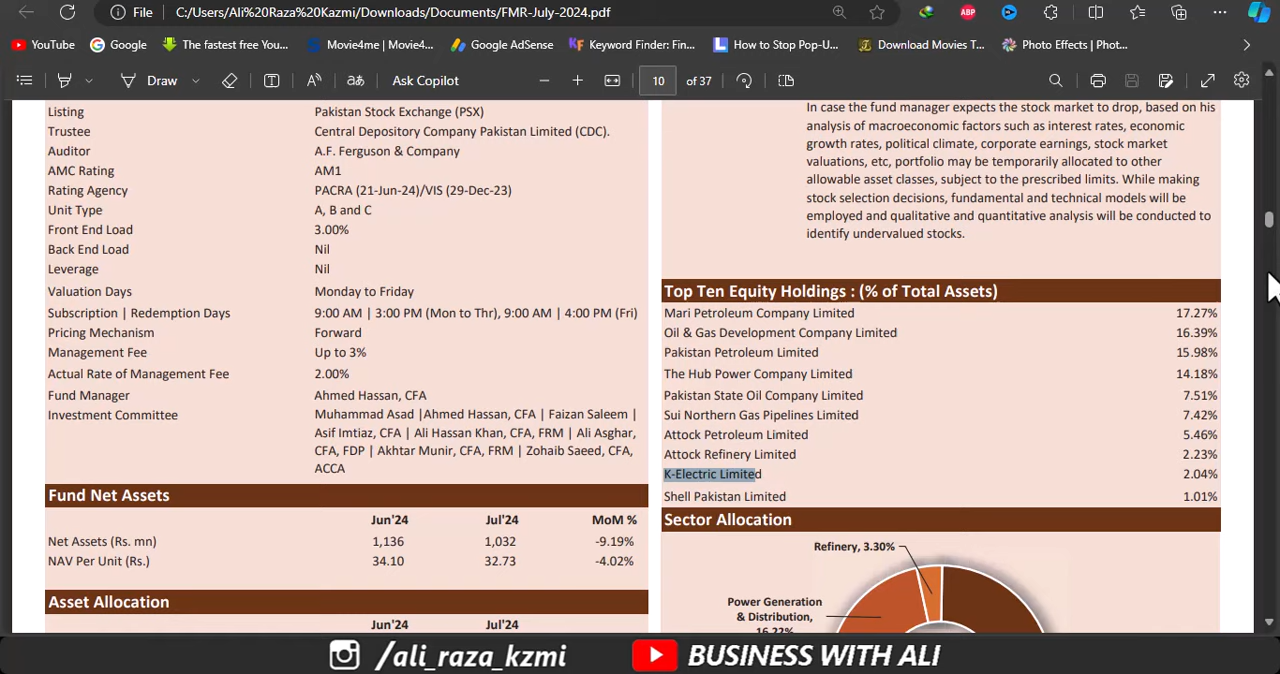 File C:/Users/Ali%20Raza%20Kazmi/Downloads/Documents/FMR-July-2024.pdf
ABP
YouTube
Google
The fastest free You...
Movie4me | Movie4...
Google AdSense
Keyword Finder: Fin...
How to Stop Pop-U...
Download Movies T...
Photo Effects | Phot...
Draw
Ask Copilot
10 of 37
Listing Pakistan Stock Exchange (PSX)
Trustee Central Depository Company Pakistan Limited (CDC).
Auditor A.F. Ferguson & Company
AMC Rating AM1
Rating Agency PACRA (21-Jun-24)/VIS (29-Dec-23)
Unit Type A, B and C
Front End Load 3.00%
Back End Load Nil
Leverage Nil
Valuation Days Monday to Friday
Subscription | Redemption Days 9:00 AM | 3:00 PM (Mon to Thr), 9:00 AM | 4:00 PM (Fri)
Pricing Mechanism Forward
Management Fee Up to 3%
Actual Rate of Management Fee 2.00%
Fund Manager Ahmed Hassan, CFA
Investment Committee Muhammad Asad |Ahmed Hassan, CFA | Faizan Saleem |
Asif Imtiaz, CFA | Ali Hassan Khan, CFA, FRM | Ali Asghar,
CFA, FDP | Akhtar Munir, CFA, FRM | Zohaib Saeed, CFA,
ACCA
Fund Net Assets
Jun'24 Jul'24 MoM %
Net Assets (Rs. mn) 1,136 1,032 -9.19%
NAV Per Unit (Rs.) 34.10 32.73 -4.02%
Asset Allocation
Jun'24 Jul'24
In case the fund manager expects the stock market to drop, based on his
analysis of macroeconomic factors such as interest rates, economic
growth rates, political climate, corporate earnings, stock market
valuations, etc, portfolio may be temporarily allocated to other
allowable asset classes, subject to the prescribed limits. While making
stock selection decisions, fundamental and technical models will be
employed and qualitative and quantitative analysis will be conducted to
identify undervalued stocks.
Top Ten Equity Holdings : (% of Total Assets)
Mari Petroleum Company Limited 17.27%
Oil & Gas Development Company Limited 16.39%
Pakistan Petroleum Limited 15.98%
The Hub Power Company Limited 14.18%
Pakistan State Oil Company Limited 7.51%
Sui Northern Gas Pipelines Limited 7.42%
Attock Petroleum Limited 5.46%
Attock Refinery Limited 2.23%
K-Electric Limited 2.04%
Shell Pakistan Limited 1.01%
Sector Allocation
Refinery, 3.30%
Power Generation
& Distribution,
16.22%
/ali_raza_kzmi
BUSINESS WITH ALI